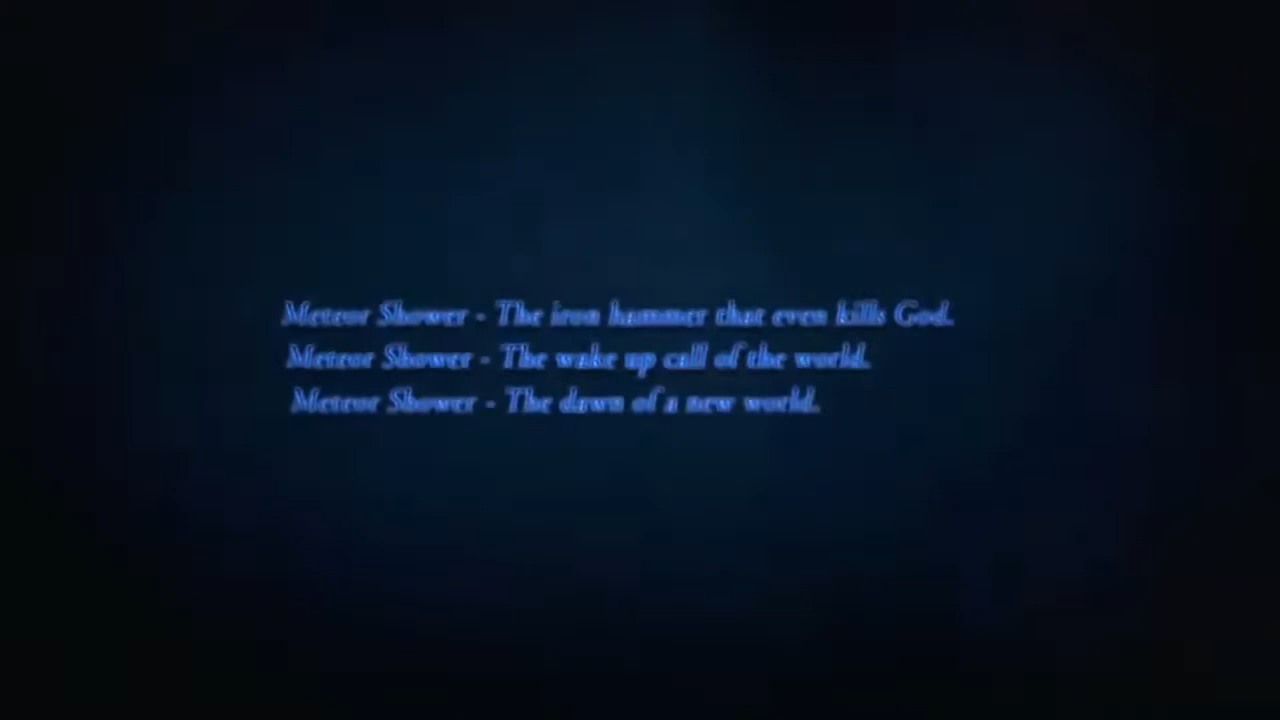 Meteor Shower - The iron hammer that even kills God.
Meteor Shower - The wake up call of the world.
Meteor Shower - The dawn of a new world.